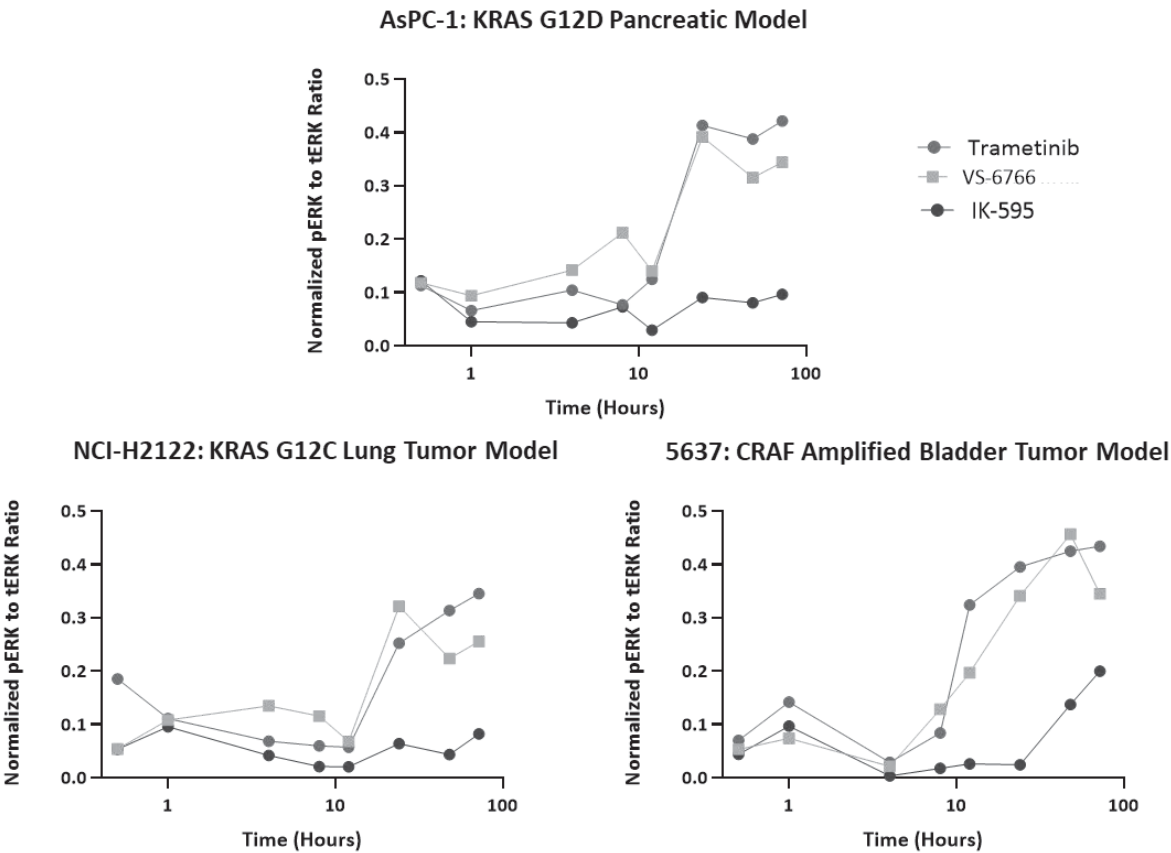 AsPC-1: KRAS G12D Pancreatic Model
Normalized pERK to tERK Ratio
0.5
0.4
0.3
0.2
0.1
0.0
1
10
100
Time (Hours)
Trametinib
VS-6766
IK-595
NCI-H2122: KRAS G12C Lung Tumor Model
Normalized pERK to tERK Ratio
0.5
0.4
0.3
0.2
0.1
0.0
1
10
100
Time (Hours)
5637: CRAF Amplified Bladder Tumor Model
Normalized pERK to tERK Ratio
0.5
0.4
0.3
0.2
0.1
0.0
1
10
100
Time (Hours)